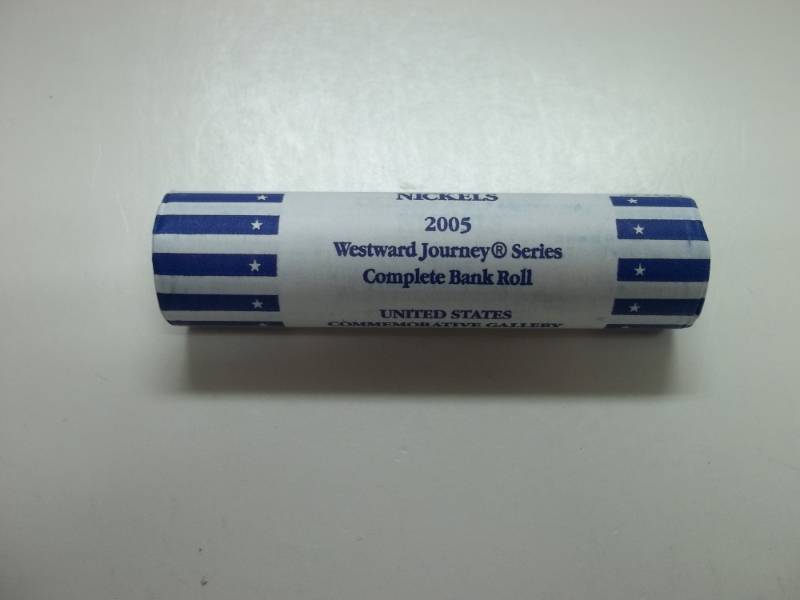 NICKELS
2005
Westward Journey® Series
Complete Bank Roll
UNITED STATES
COMMEMORATIVE GALLERY